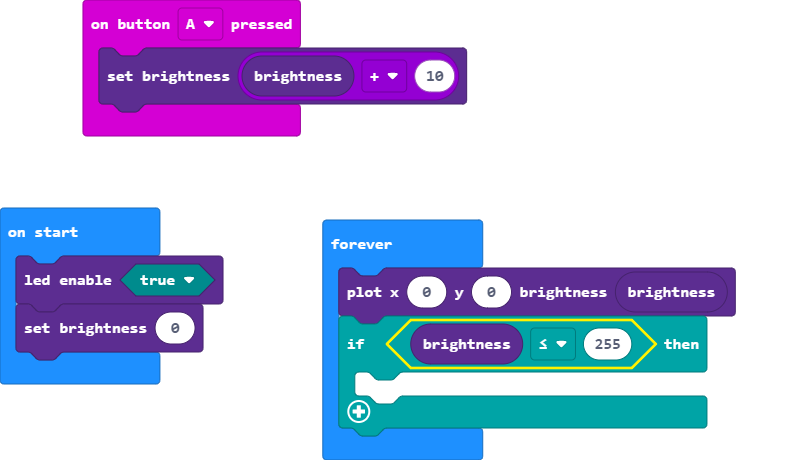 on button A pressed
set brightness brightness + 10
on start
led enable true
set brightness 0
forever
plot x 0 y 0 brightness brightness
if brightness ≤ 255 then